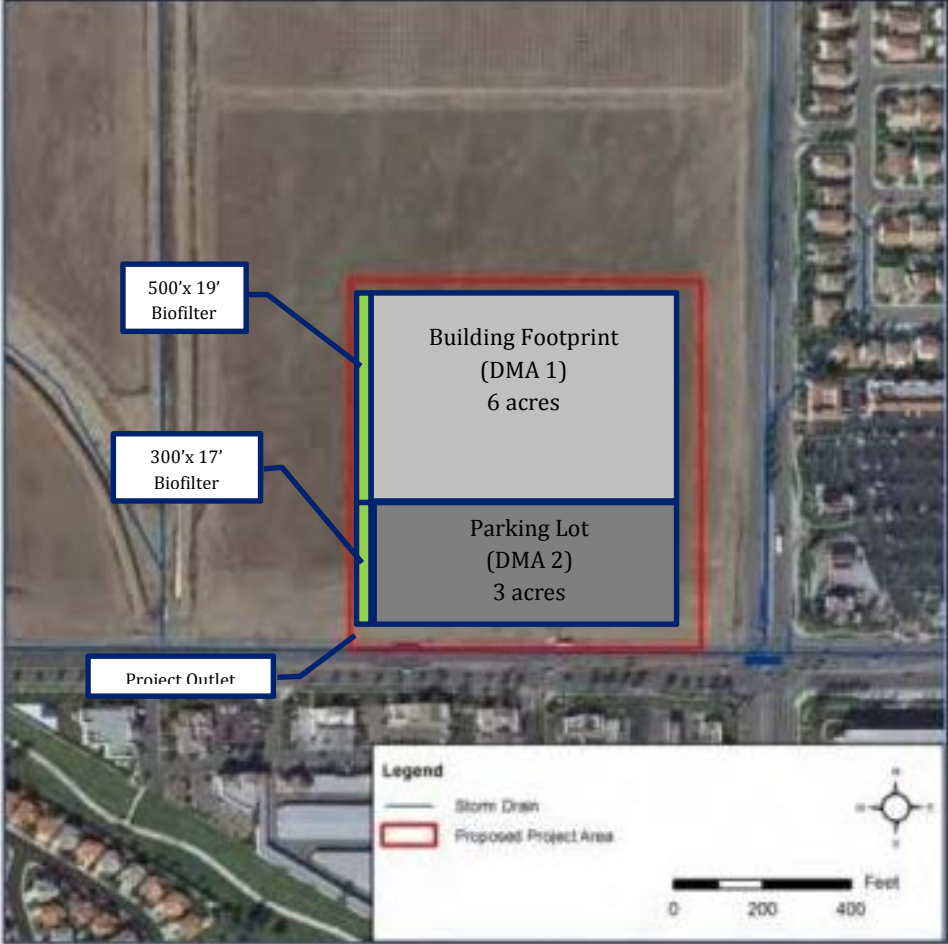 500’x 19’
Biofilter
Building Footprint
(DMA 1)
6 acres
300’x 17’
Biofilter
Parking Lot
(DMA 2)
3 acres
Project Outlet
Legend
Storm Drain
Proposed Project Area
Feet
0 200 400